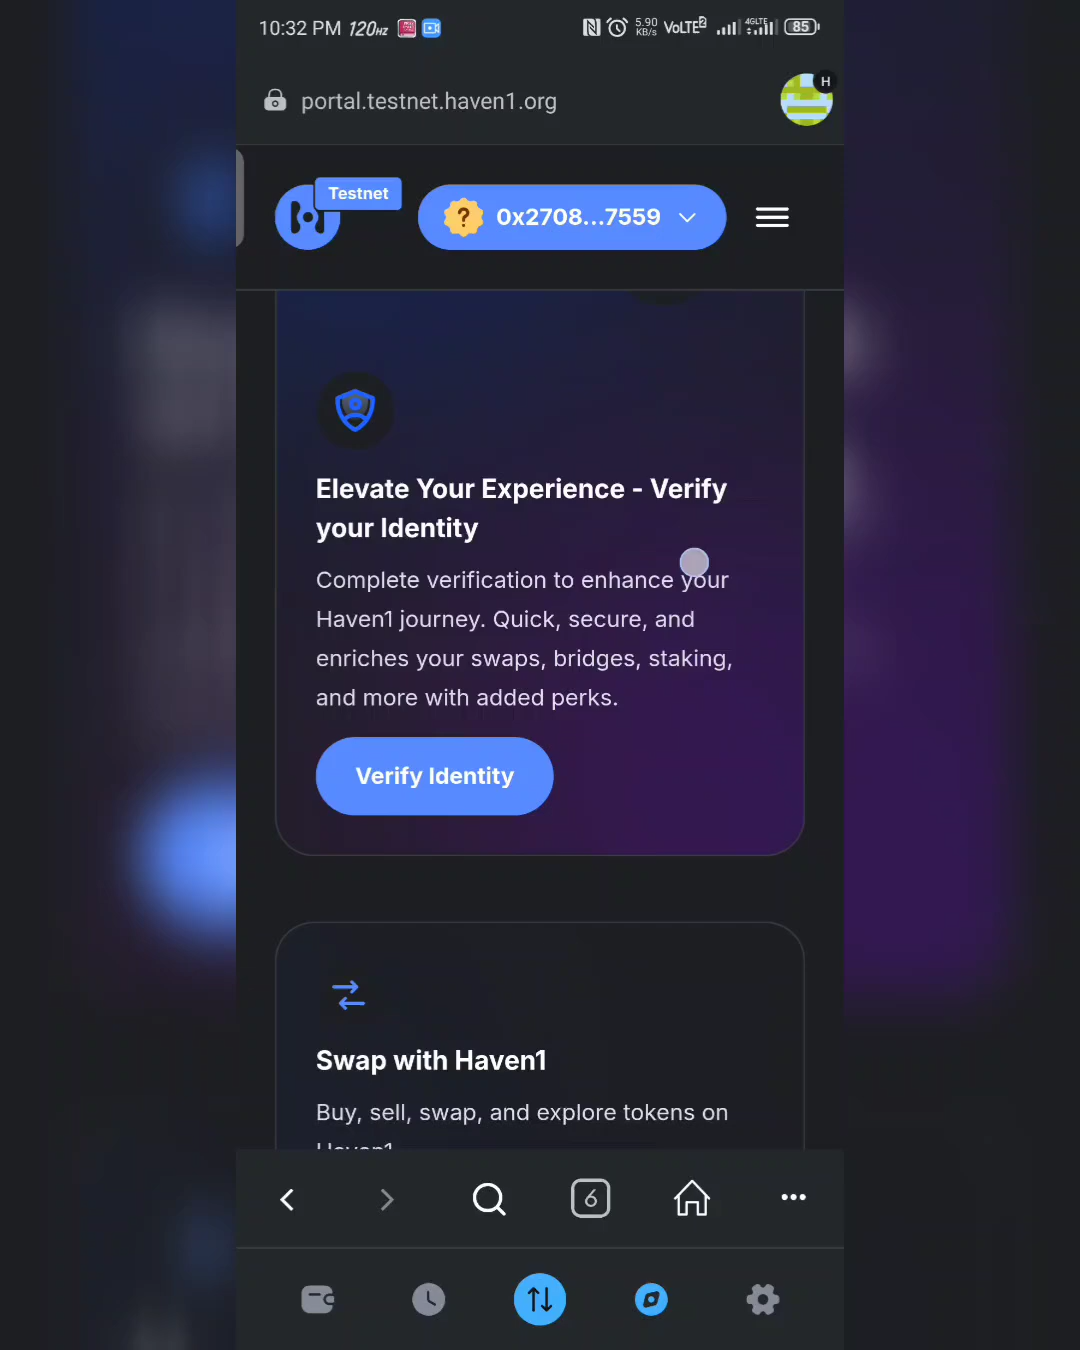 10:32 PM 120HZ 5.90 KB/s VoLTE2 4GLTE 85
portal.testnet.haven1.org
H
Testnet
? 0x2708...7559
Elevate Your Experience - Verify
your Identity
Complete verification to enhance your
Haven1 journey. Quick, secure, and
enriches your swaps, bridges, staking,
and more with added perks.
Verify Identity
Swap with Haven1
Buy, sell, swap, and explore tokens on
Haven1
6